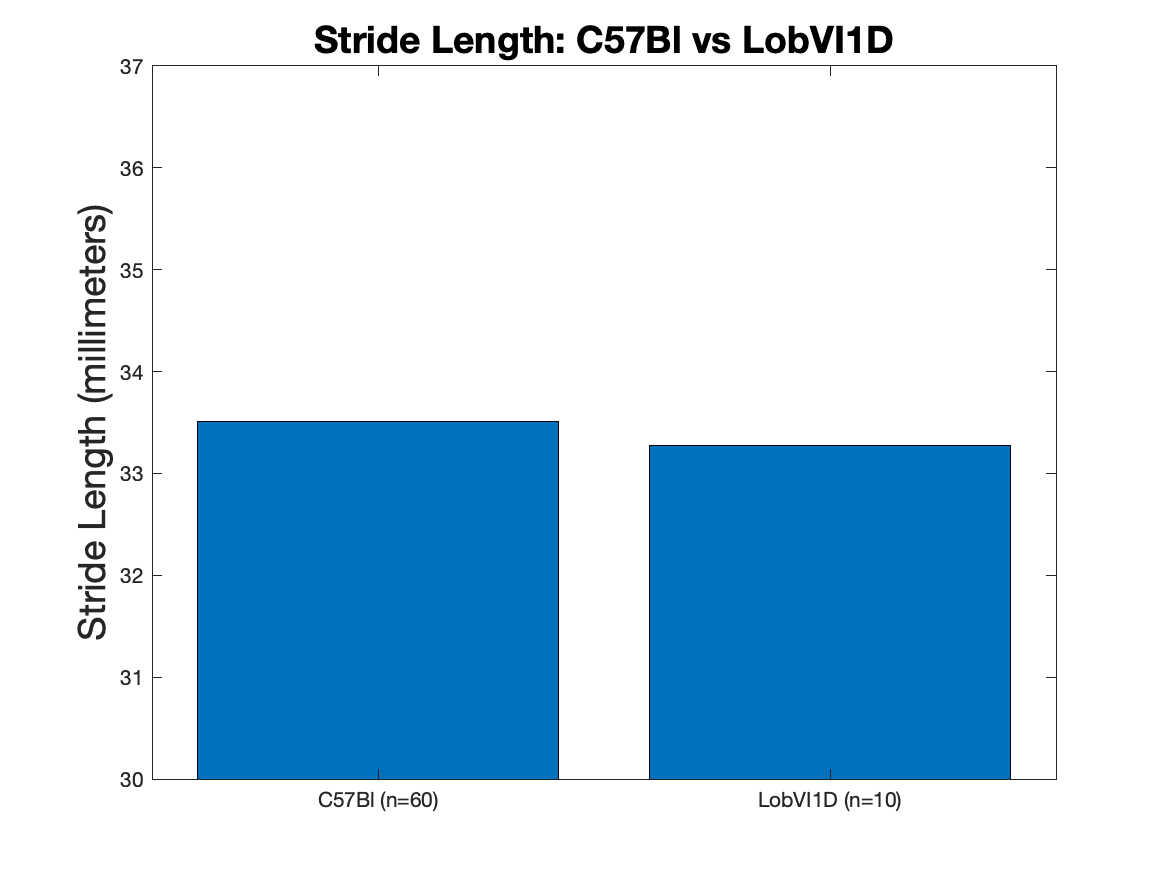 Stride Length: C57Bl vs LobVI1D
37
36
35
34
33
32
31
30
Stride Length (millimeters)
C57Bl (n=60)
LobVI1D (n=10)